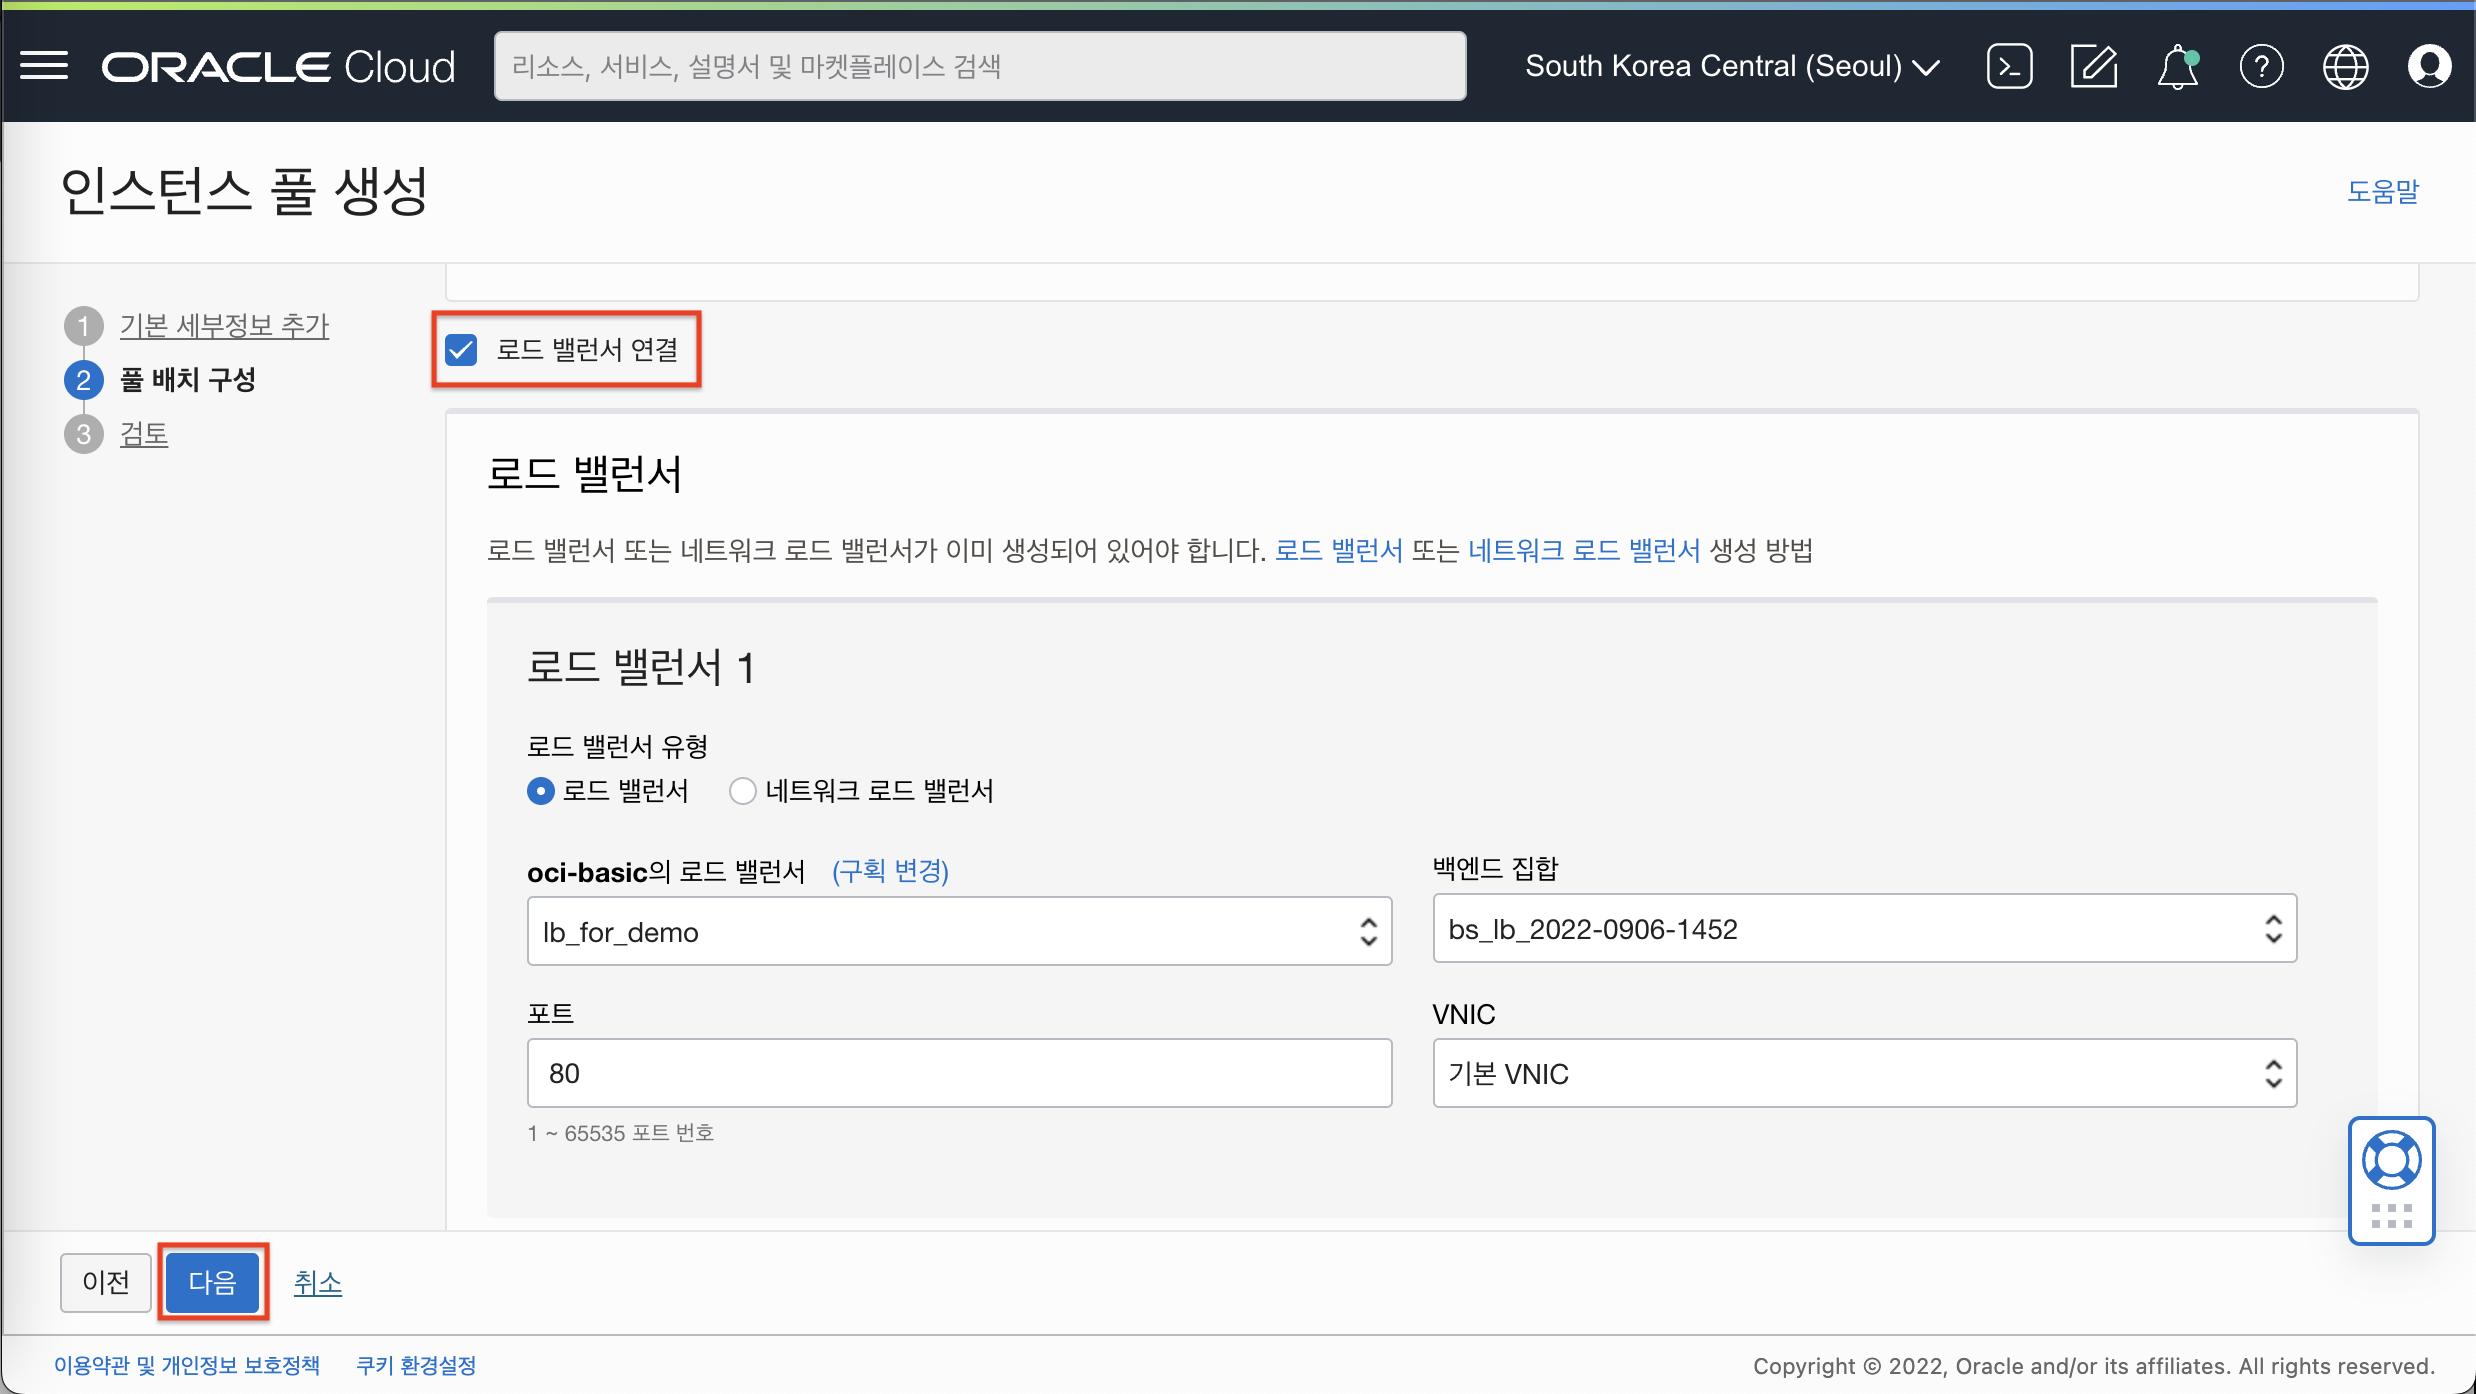 ORACLE Cloud
리소스, 서비스, 설명서 및 마켓플레이스 검색
South Korea Central (Seoul)
인스턴스 풀 생성
도움말
1 기본 세부정보 추가
2 풀 배치 구성
3 검토
로드 밸런서 연결
로드 밸런서
로드 밸런서 또는 네트워크 로드 밸런서가 이미 생성되어 있어야 합니다. 로드 밸런서 또는 네트워크 로드 밸런서 생성 방법
로드 밸런서 1
로드 밸런서 유형
로드 밸런서 네트워크 로드 밸런서
oci-basic의 로드 밸런서 (구획 변경)
lb_for_demo
백엔드 집합
bs_lb_2022-0906-1452
포트
80
1 ~ 65535 포트 번호
VNIC
기본 VNIC
이전 다음 취소
이용약관 및 개인정보 보호정책 쿠키 환경설정
Copyright © 2022, Oracle and/or its affiliates. All rights reserved.